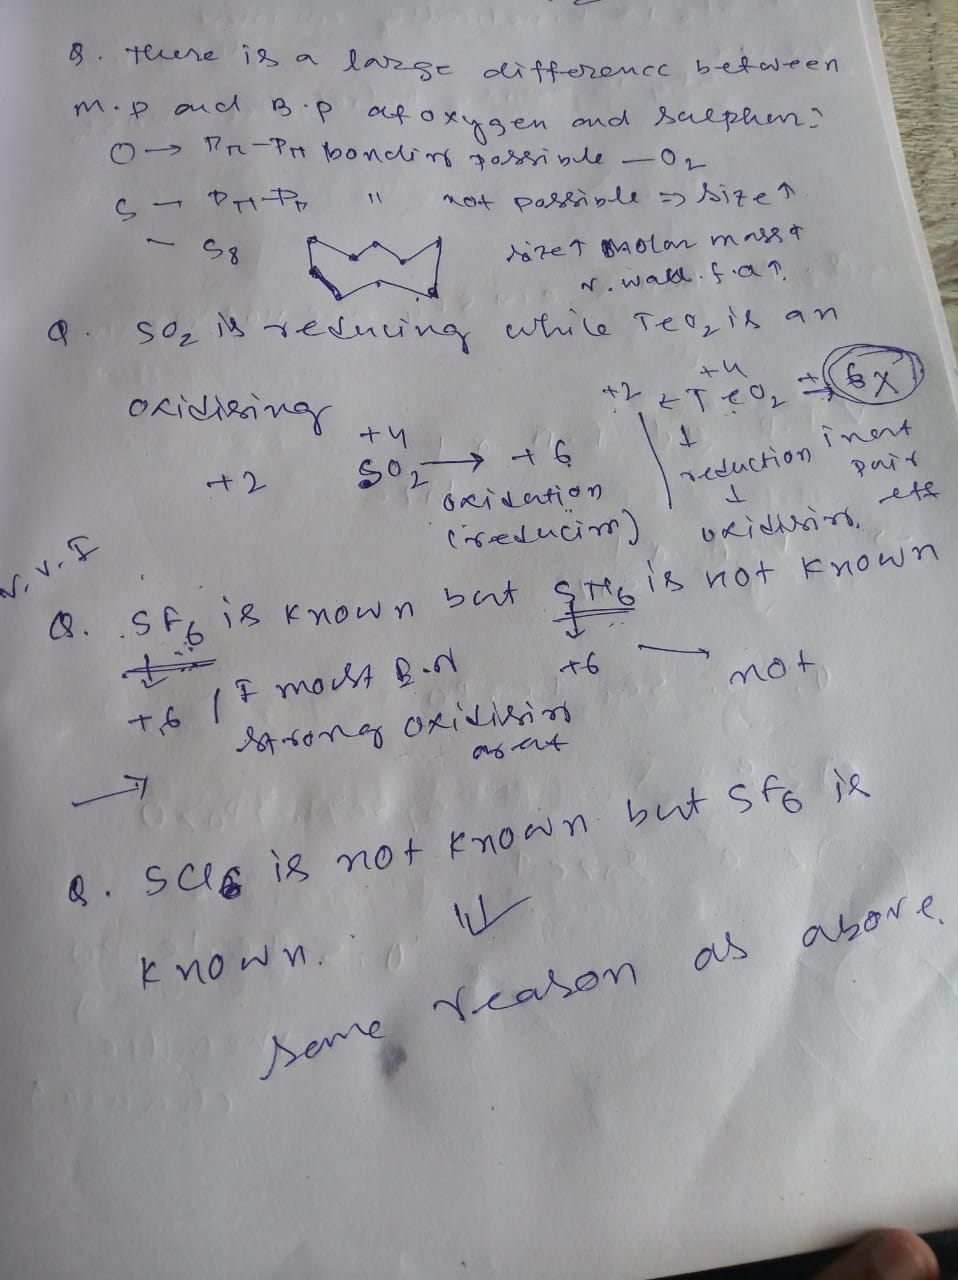 Q. There is a large difference between
M.p and B.p of oxygen and Sulphur?
O → Pπ-Pπ bonding possible — O2
S — Pπ-Pπ " not possible => Size ↑
— S8
Size ↑ Molar mass ↑
v. waal. f.a ↑.
Q. SO2 is reducing while TeO2 is an
oxidising
+2 SO2 → +6
+4
oxidation
(reducing)
+4
+2 ← TeO2 → +6 X
↓
reduction
↓
oxidising
inert
pair
eff
V.V.I
Q. SF6 is known but SH6 is not known
+6
F most E.N
strong oxidising
agent
+6 → not
→
Q. SCl6 is not known but SF6 is
known.
Same reason as above.